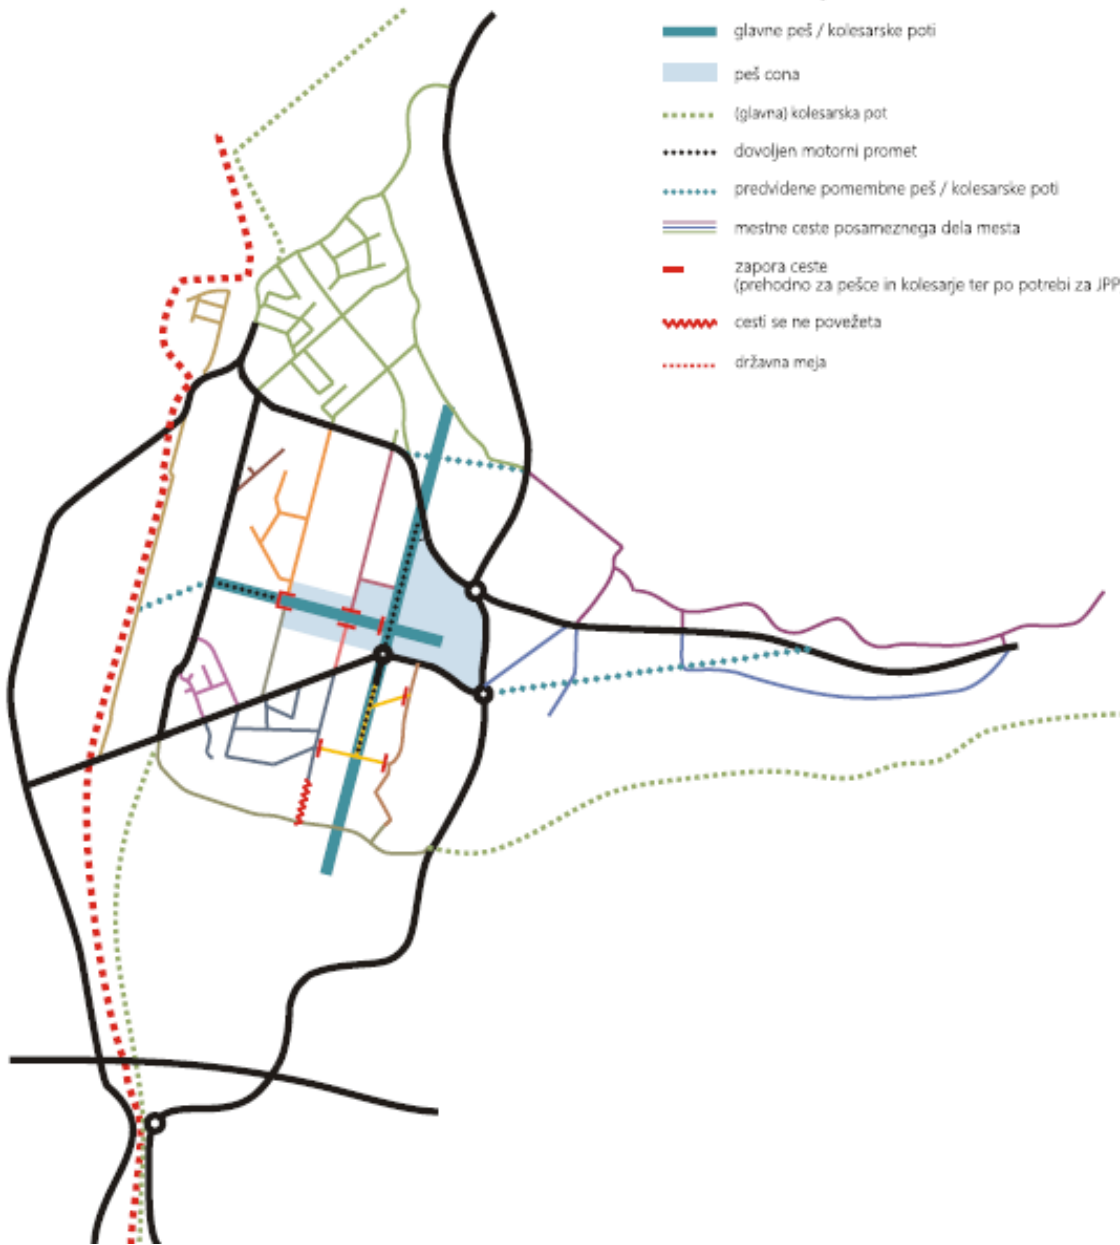 glavne peš / kolesarske poti
peš cona
(glavna) kolesarska pot
dovoljen motorni promet
predvidene pomembne peš / kolesarske poti
mestne ceste posameznega dela mesta
zapora ceste
(prehodno za pešce in kolesarje ter po potrebi za JPP
cesti se ne povežeta
državna meja